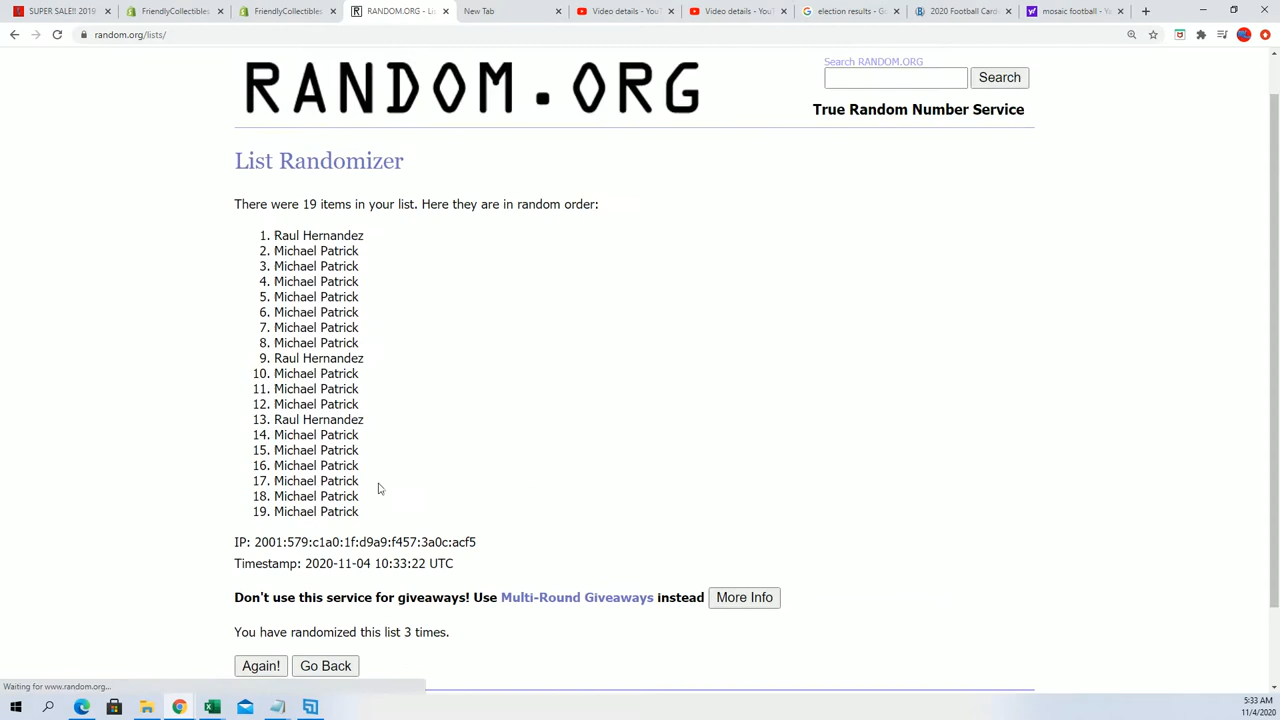 SUPER SALE!! 2019
FriendlyCollectibles
FriendlyCollectibles
RANDOM.ORG - Lis
New Tab
Video details - YouT
Video details - YouT
election results - G
2020 Football Card
mosaic football - Ya
random.org/lists/
RANDOM.ORG
Search RANDOM.ORG
Search
True Random Number Service
List Randomizer
There were 19 items in your list. Here they are in random order:
1. Raul Hernandez
2. Michael Patrick
3. Michael Patrick
4. Michael Patrick
5. Michael Patrick
6. Michael Patrick
7. Michael Patrick
8. Michael Patrick
9. Raul Hernandez
10. Michael Patrick
11. Michael Patrick
12. Michael Patrick
13. Raul Hernandez
14. Michael Patrick
15. Michael Patrick
16. Michael Patrick
17. Michael Patrick
18. Michael Patrick
19. Michael Patrick
IP: 2001:579:c1a0:1f:d9a9:f457:3a0c:acf5
Timestamp: 2020-11-04 10:33:22 UTC
Don't use this service for giveaways! Use Multi-Round Giveaways instead More Info
You have randomized this list 3 times.
Again! Go Back
Waiting for www.random.org...
5:33 AM
11/4/2020